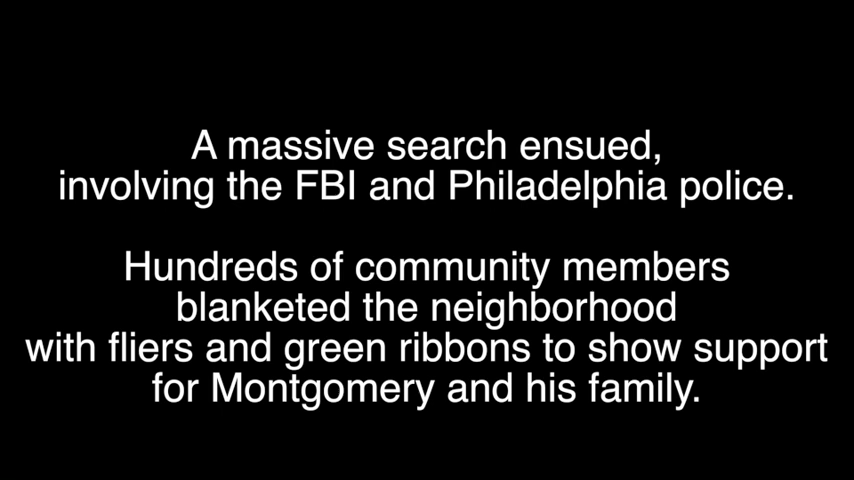 A massive search ensued,
involving the FBI and Philadelphia police.
Hundreds of community members
blanketed the neighborhood
with fliers and green ribbons to show support
for Montgomery and his family.